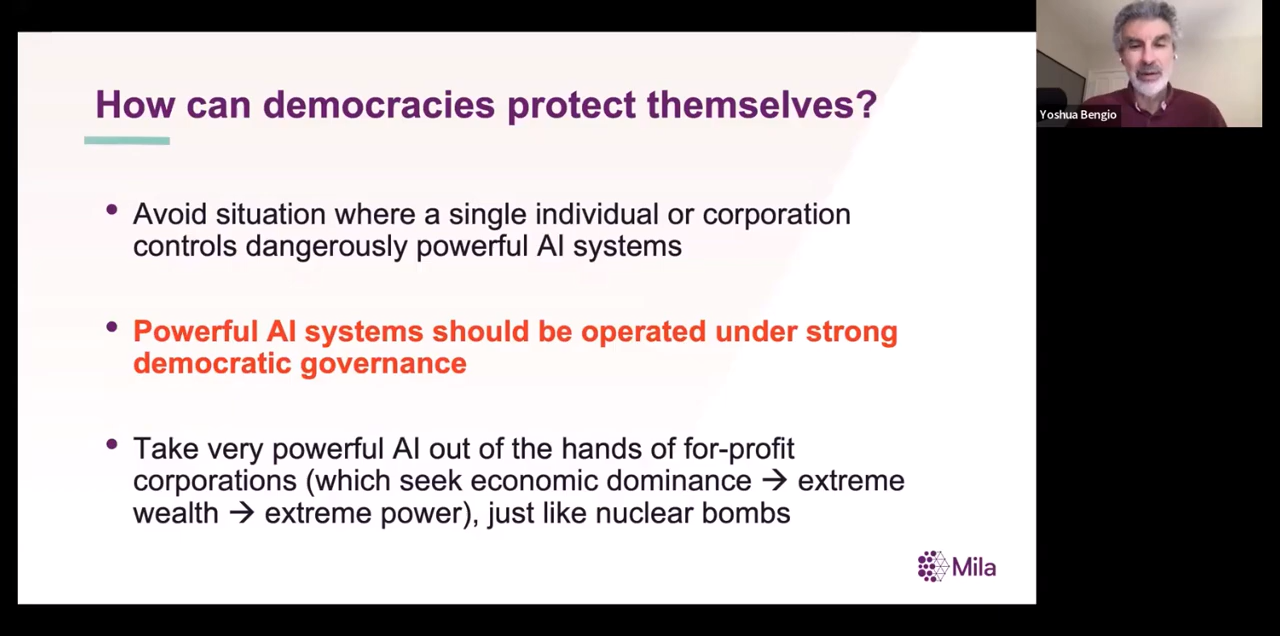 How can democracies protect themselves?
Yoshua Bengio
• Avoid situation where a single individual or corporation
controls dangerously powerful AI systems
• Powerful AI systems should be operated under strong
democratic governance
• Take very powerful AI out of the hands of for-profit
corporations (which seek economic dominance → extreme
wealth → extreme power), just like nuclear bombs
Mila